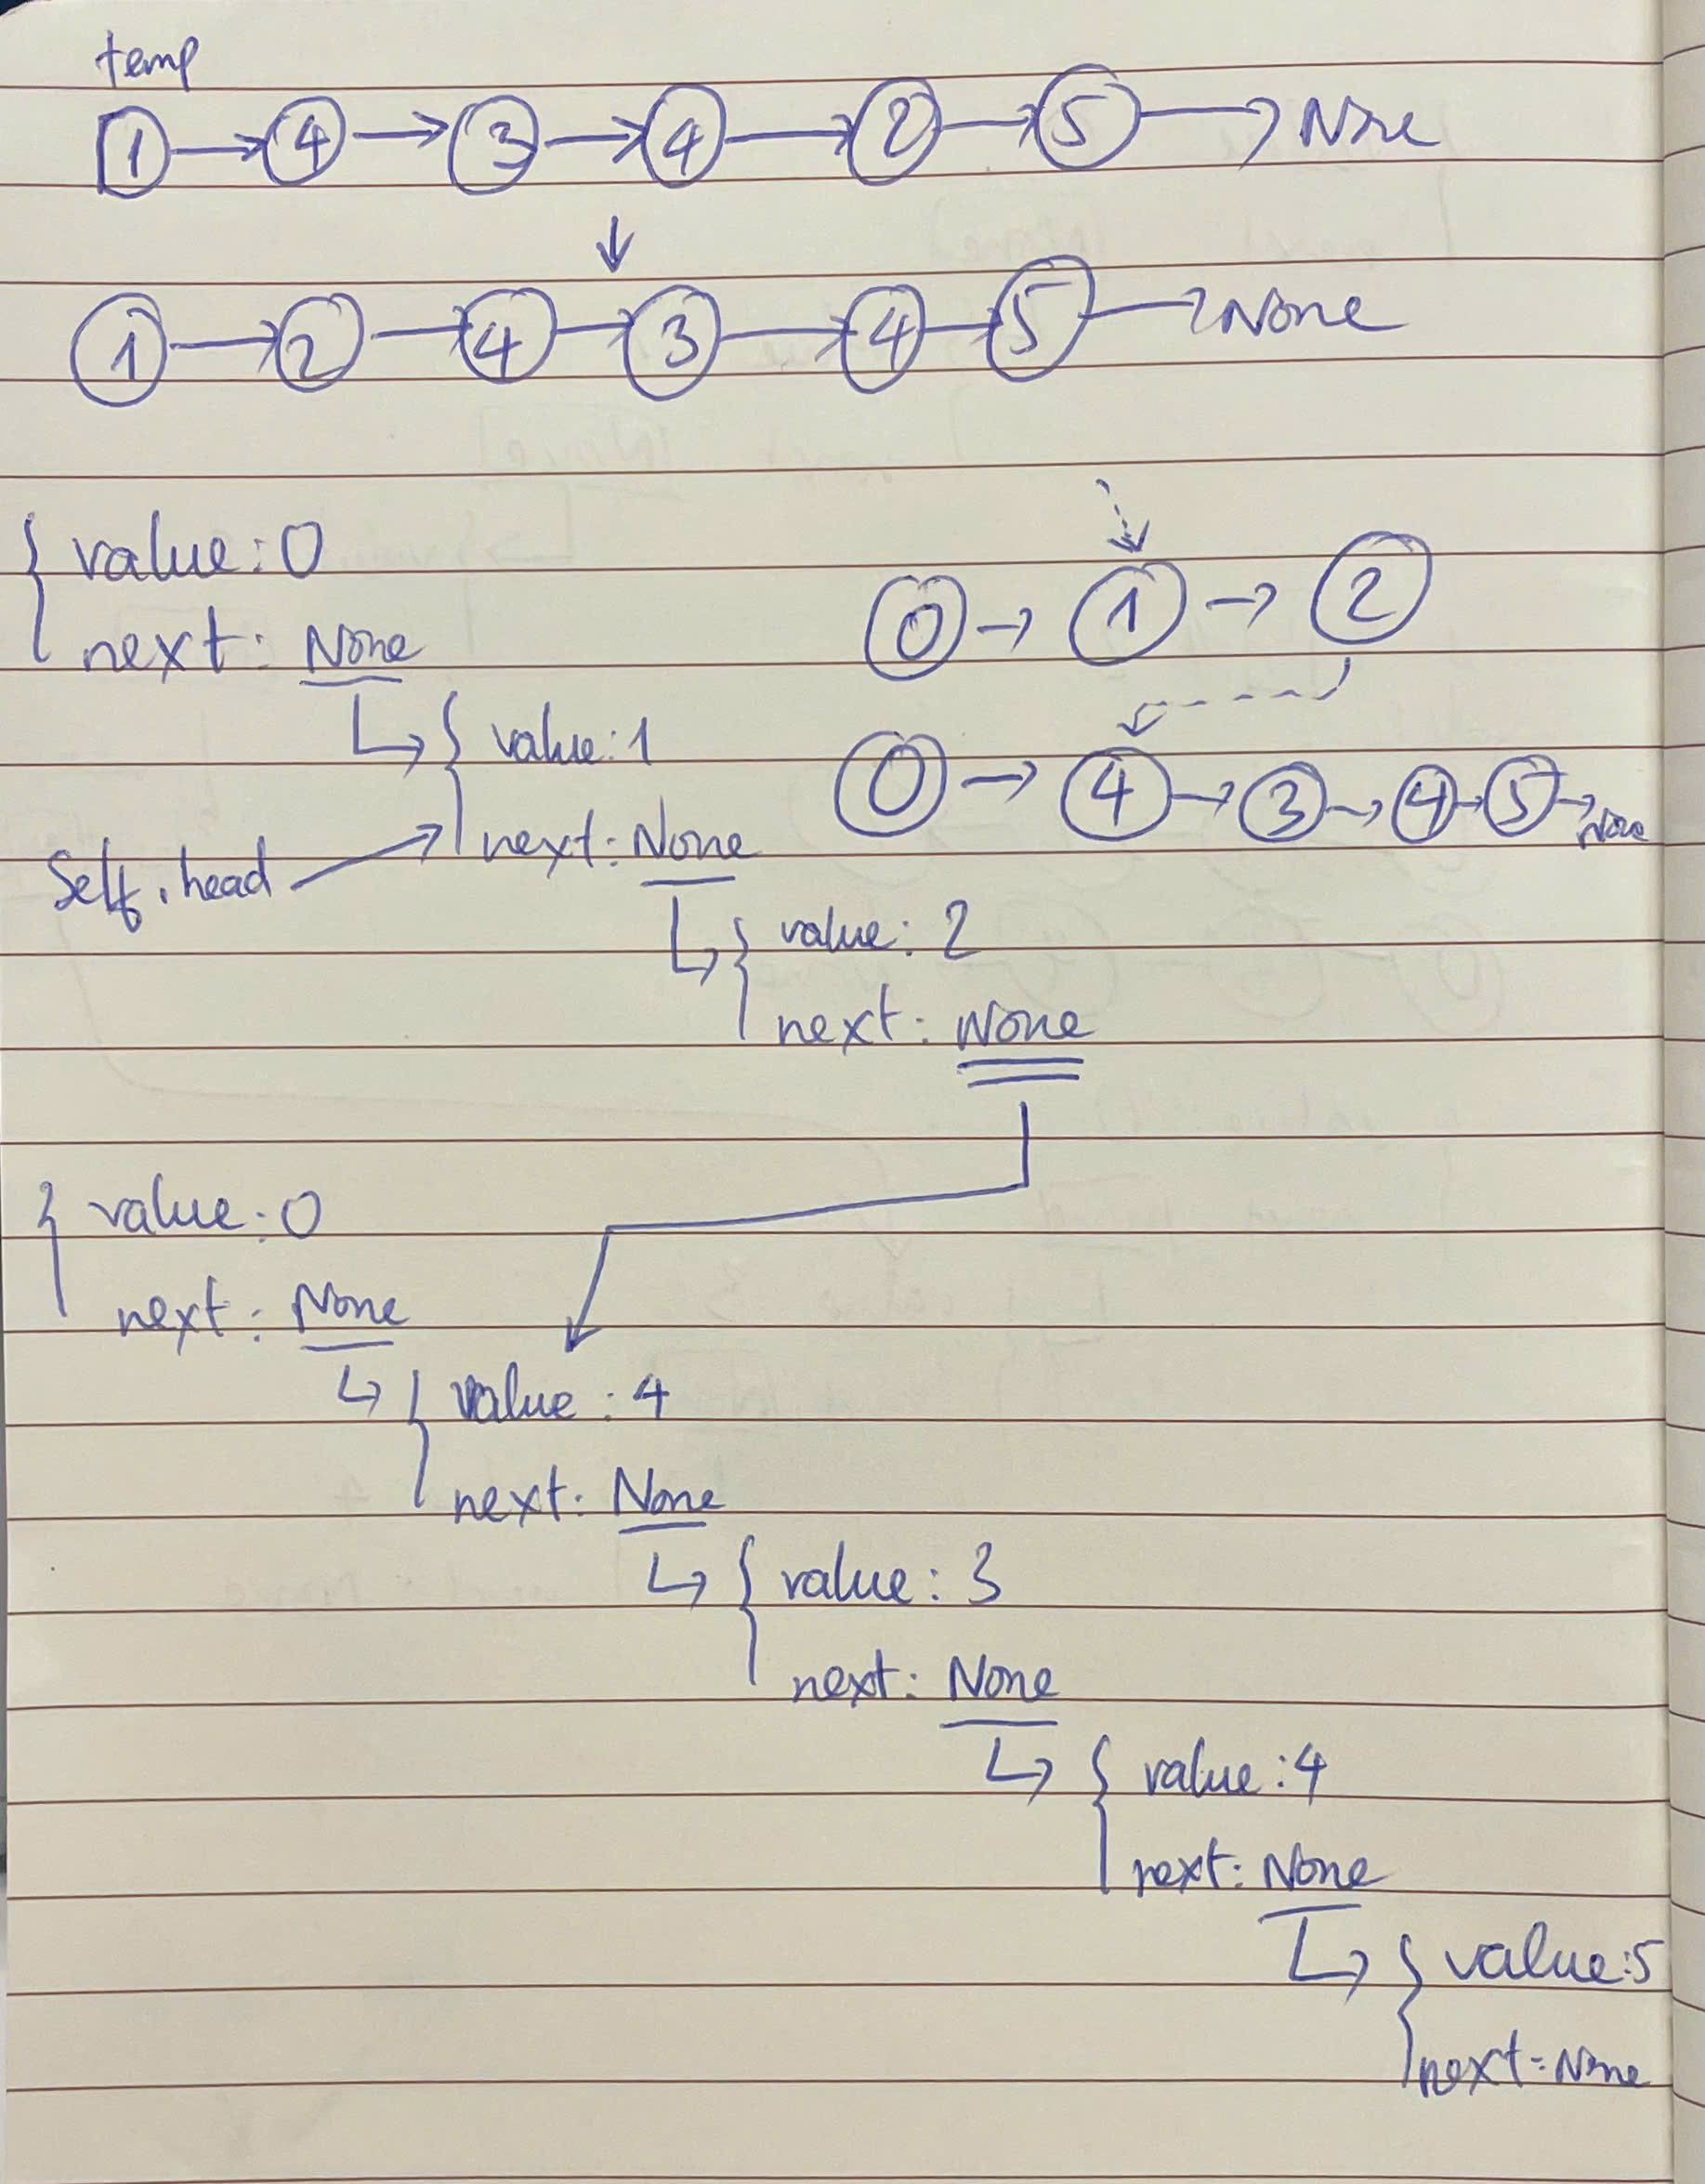 temp
1 → 4 → 3 → 4 → 2 → 5 → None
↓
1 → 2 → 4 → 3 → 4 → 5 → None
{ value: 0
next: None
0 → 1 → 2
↳ { value: 1
next: None
0 → 4 → 3 → 4 → 5 → None
Self.head →
↳ { value: 2
next: None
{ value: 0
next: None
↳ { value: 4
next: None
↳ { value: 3
next: None
↳ { value: 4
next: None
↳ { value: 5
next: None